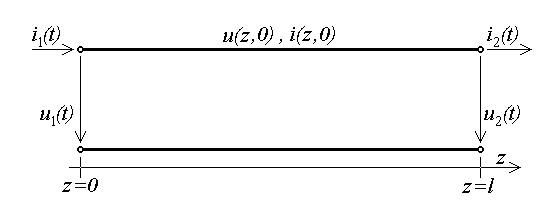 i₁(t) u(z,0) , i(z,0) i₂(t)
u₁(t) u₂(t)
z
z=0 z=l